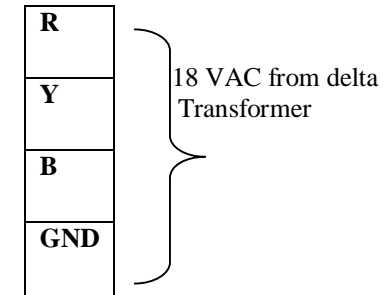 R
18 VAC from delta
Y
Transformer
B
GND